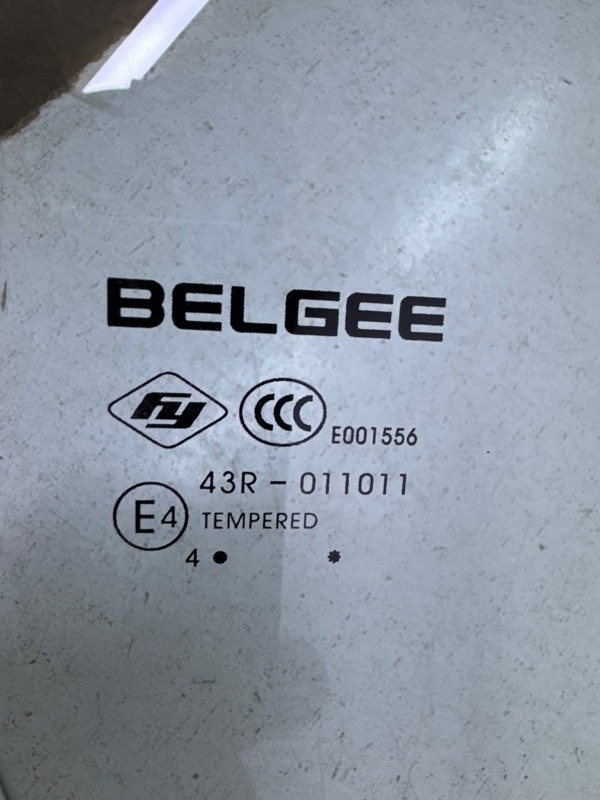 BELGEE
FY CCC E001556
43R - 011011
E4 TEMPERED
4 ●